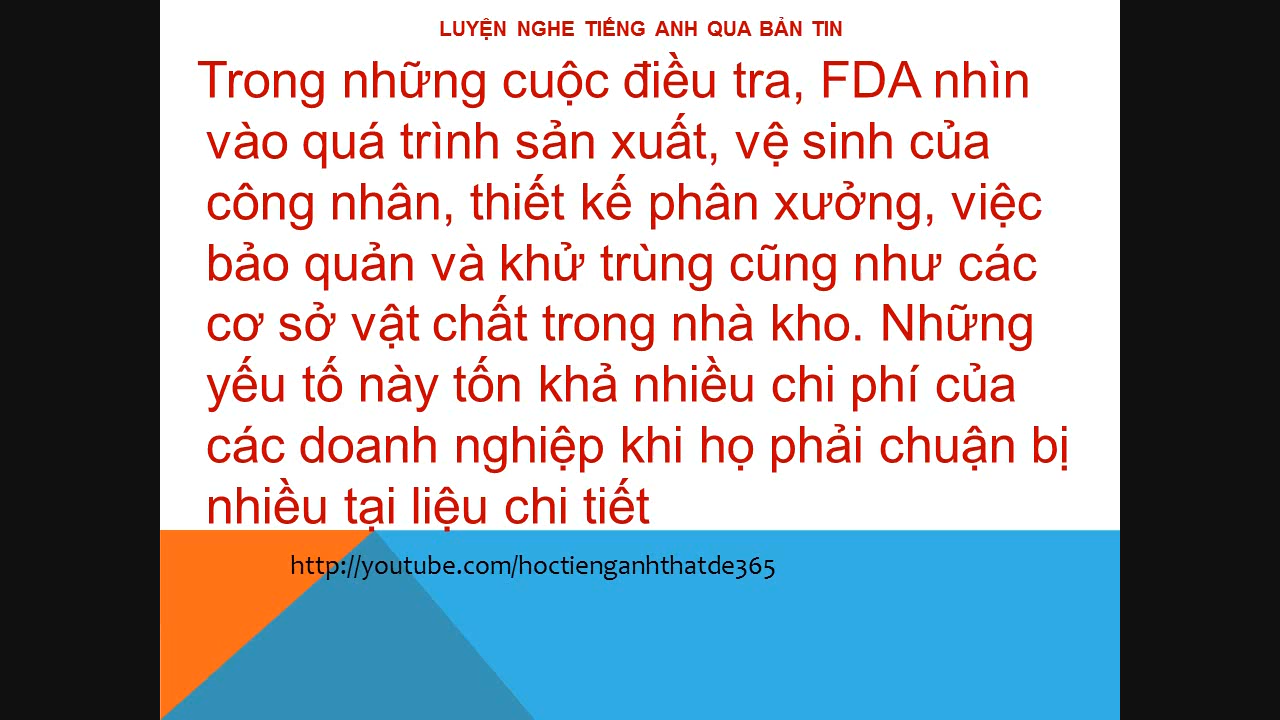 LUYỆN NGHE TIẾNG ANH QUA BẢN TIN
Trong những cuộc điều tra, FDA nhìn
vào quá trình sản xuất, vệ sinh của
công nhân, thiết kế phân xưởng, việc
bảo quản và khử trùng cũng như các
cơ sở vật chất trong nhà kho. Những
yếu tố này tốn khả nhiều chi phí của
các doanh nghiệp khi họ phải chuận bị
nhiều tại liệu chi tiết
http://youtube.com/hoctienganhthatde365